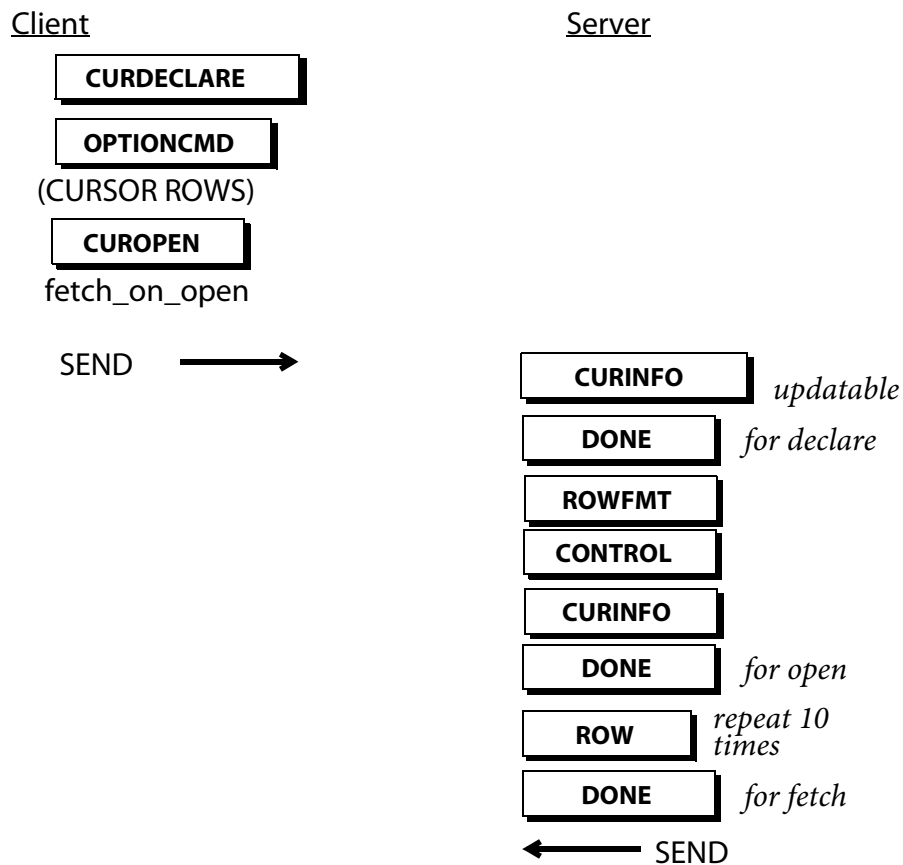 Client
Server
CURDECLARE
OPTIONCMD
(CURSOR ROWS)
CUROPEN
fetch_on_open
SEND
CURINFO
updatable
DONE
for declare
ROWFMT
CONTROL
CURINFO
DONE
for open
ROW
repeat 10
times
DONE
for fetch
SEND